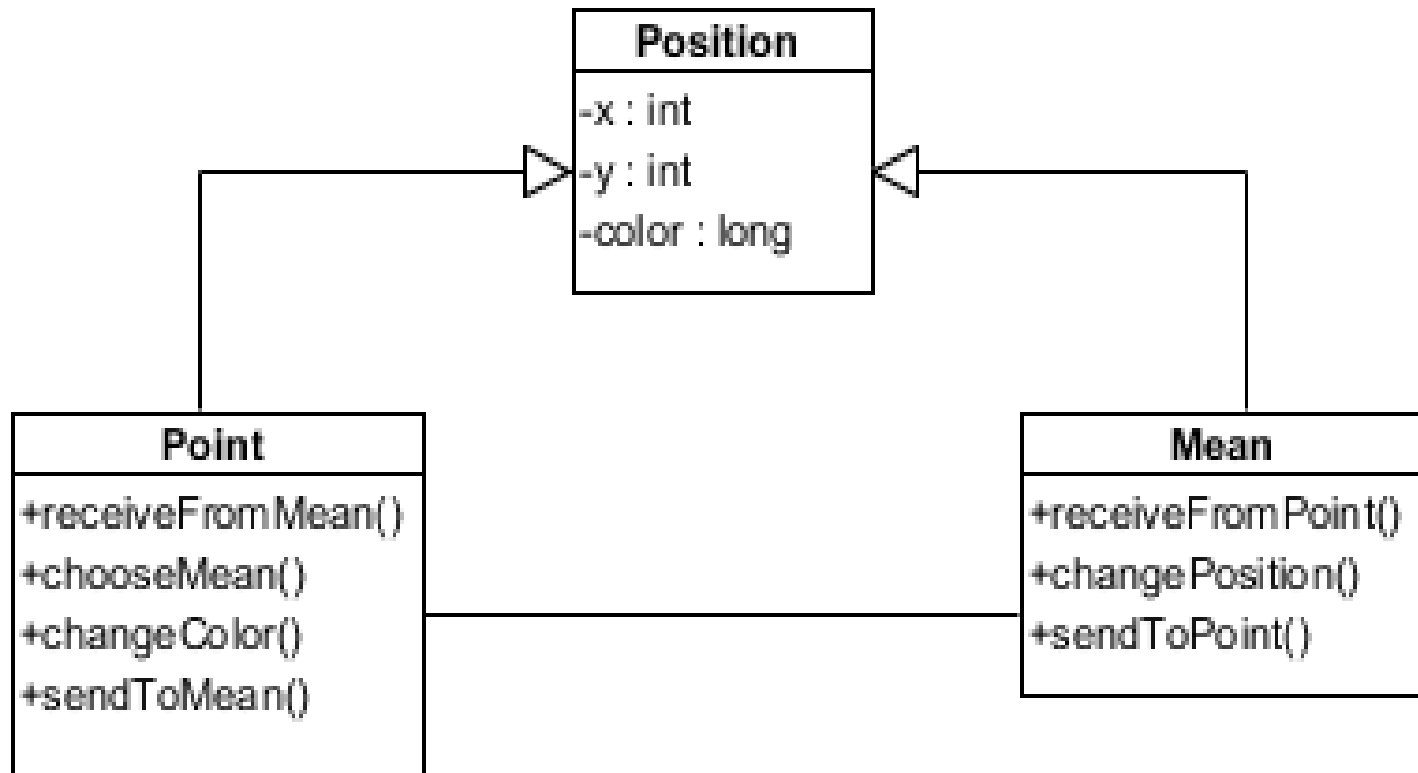 Position
-x : int
-y : int
-color : long
Point
+receiveFromMean()
+chooseMean()
+changeColor()
+sendToMean()
Mean
+receiveFromPoint()
+changePosition()
+sendToPoint()